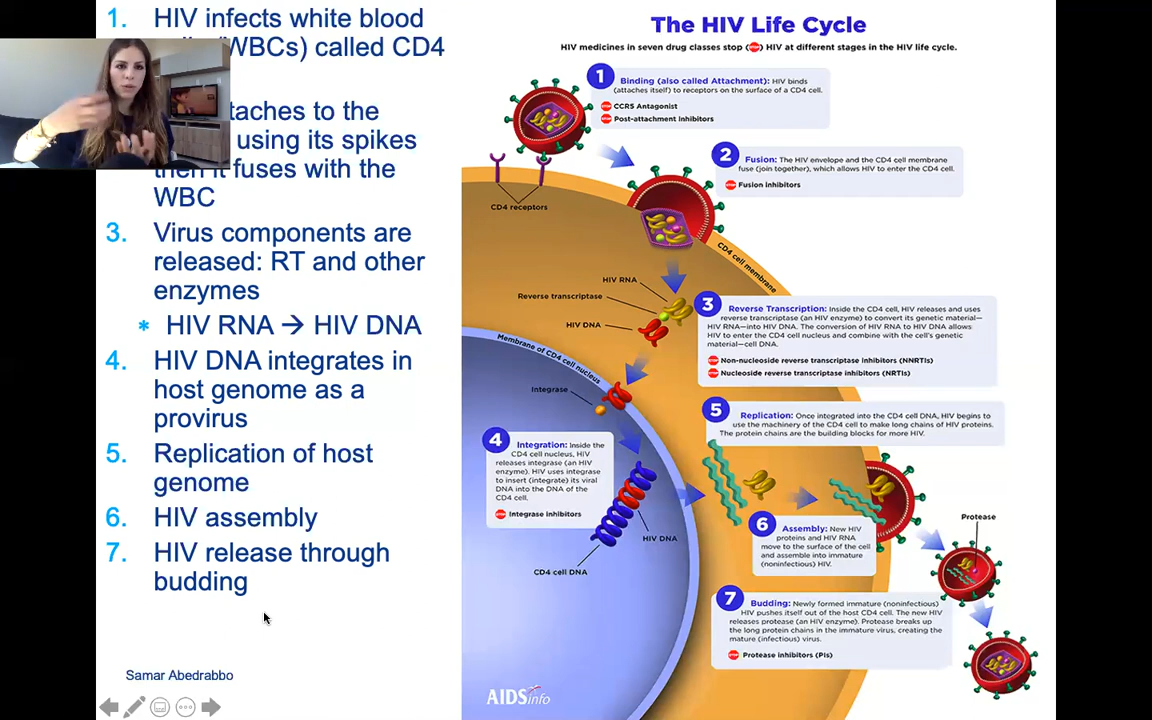 1. HIV infects white blood
(WBCs) called CD4
taches to the
using its spikes
then it fuses with the
WBC
3. Virus components are
released: RT and other
enzymes
* HIV RNA → HIV DNA
4. HIV DNA integrates in
host genome as a
provirus
5. Replication of host
genome
6. HIV assembly
7. HIV release through
budding
Samar Abedrabbo
The HIV Life Cycle
HIV medicines in seven drug classes stop (STOP) HIV at different stages in the HIV life cycle.
1 Binding (also called Attachment): HIV binds
(attaches itself) to receptors on the surface of a CD4 cell.
STOP CCR5 Antagonist
STOP Post-attachment inhibitors
2 Fusion: The HIV envelope and the CD4 cell membrane
fuse (join together), which allows HIV to enter the CD4 cell.
STOP Fusion inhibitors
CD4 receptors
CD4 cell membrane
HIV RNA
Reverse transcriptase
HIV DNA
3 Reverse Transcription: Inside the CD4 cell, HIV releases and uses
reverse transcriptase (an HIV enzyme) to convert its genetic material—
HIV RNA—into HIV DNA. The conversion of HIV RNA to HIV DNA allows
HIV to enter the CD4 cell nucleus and combine with the cell's genetic
material—cell DNA.
STOP Non-nucleoside reverse transcriptase inhibitors (NNRTIs)
STOP Nucleoside reverse transcriptase inhibitors (NRTIs)
Membrane of CD4 cell nucleus
Integrase
4 Integration: Inside the
CD4 cell nucleus, HIV
releases integrase (an HIV
enzyme). HIV uses integrase
to insert (integrate) its viral
DNA into the DNA of the
CD4 cell.
STOP Integrase inhibitors
HIV DNA
CD4 cell DNA
5 Replication: Once integrated into the CD4 cell DNA, HIV begins to
use the machinery of the CD4 cell to make long chains of HIV proteins.
The protein chains are the building blocks for more HIV.
6 Assembly: New HIV
proteins and HIV RNA
move to the surface of the cell
and assemble into immature
(noninfectious) HIV.
Protease
7 Budding: Newly formed immature (noninfectious)
HIV pushes itself out of the host CD4 cell. The new HIV
releases protease (an HIV enzyme). Protease breaks up
the long protein chains in the immature virus, creating the
mature (infectious) virus.
STOP Protease inhibitors (PIs)
AIDSinfo